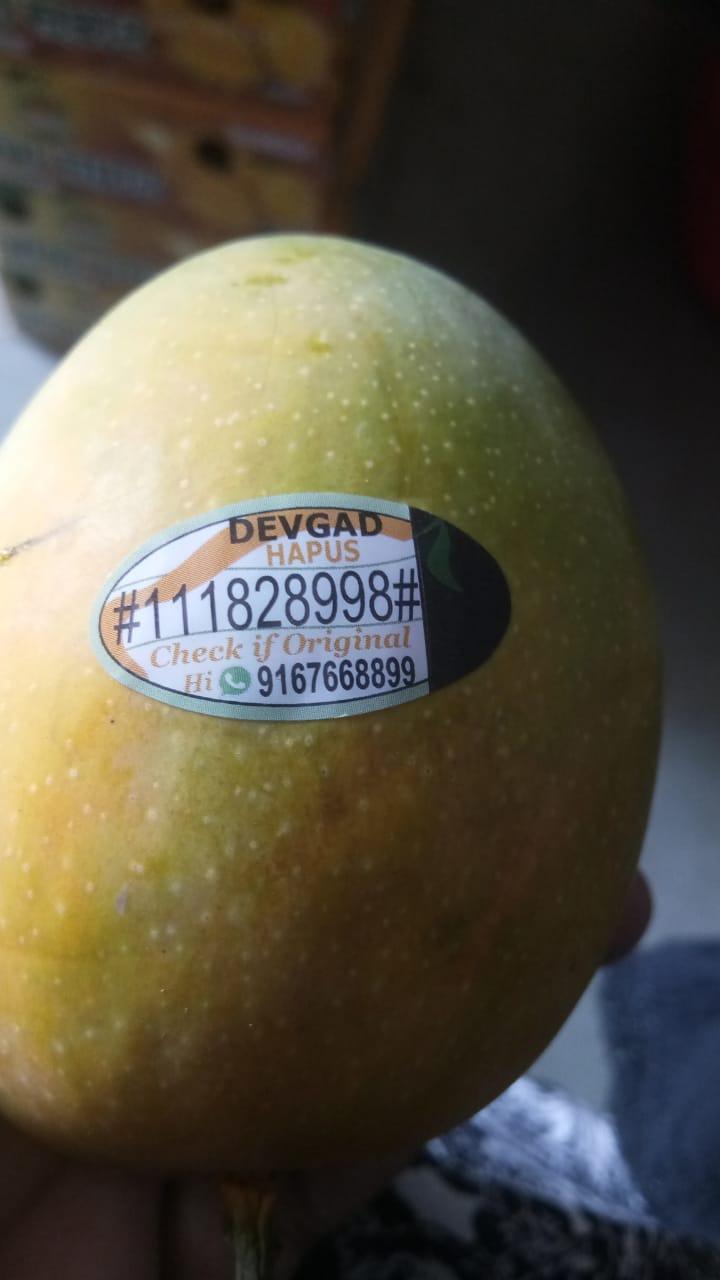 DEVGAD
HAPUS
#111828998#
Check if Original
Hi 9167668899